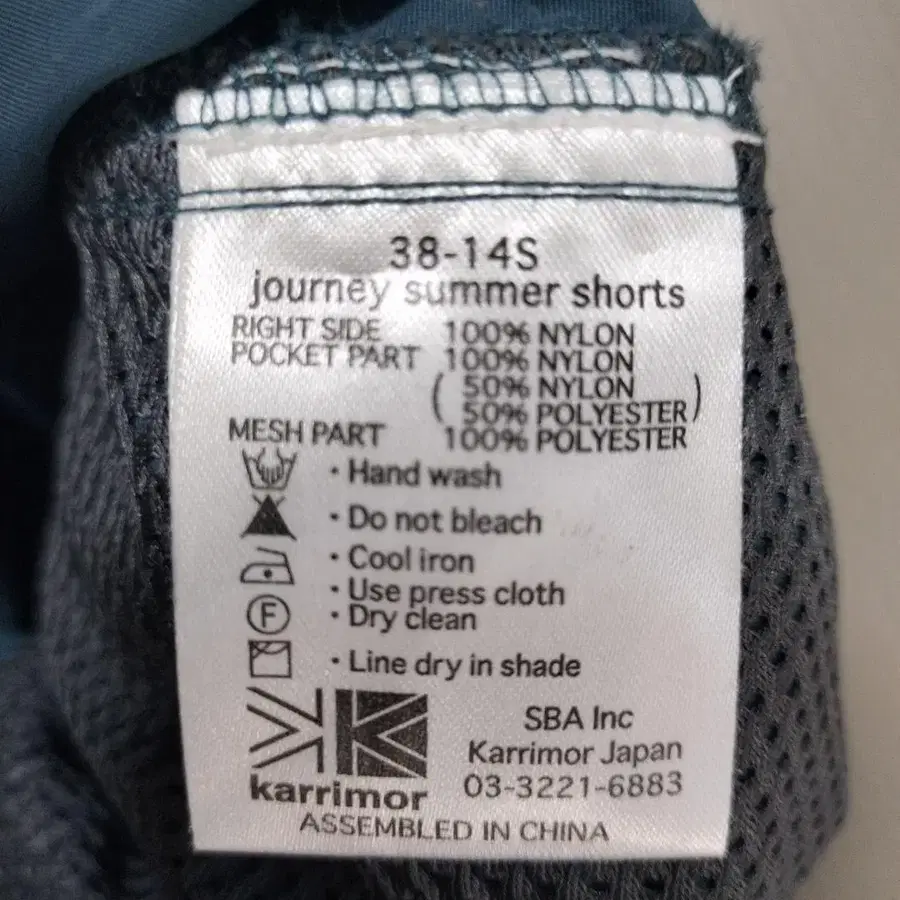 38-14S
journey summer shorts
RIGHT SIDE 100% NYLON
POCKET PART 100% NYLON
( 50% NYLON
50% POLYESTER )
MESH PART 100% POLYESTER
· Hand wash
· Do not bleach
· Cool iron
· Use press cloth
F · Dry clean
· Line dry in shade
SBA Inc
Karrimor Japan
03-3221-6883
karrimor
ASSEMBLED IN CHINA